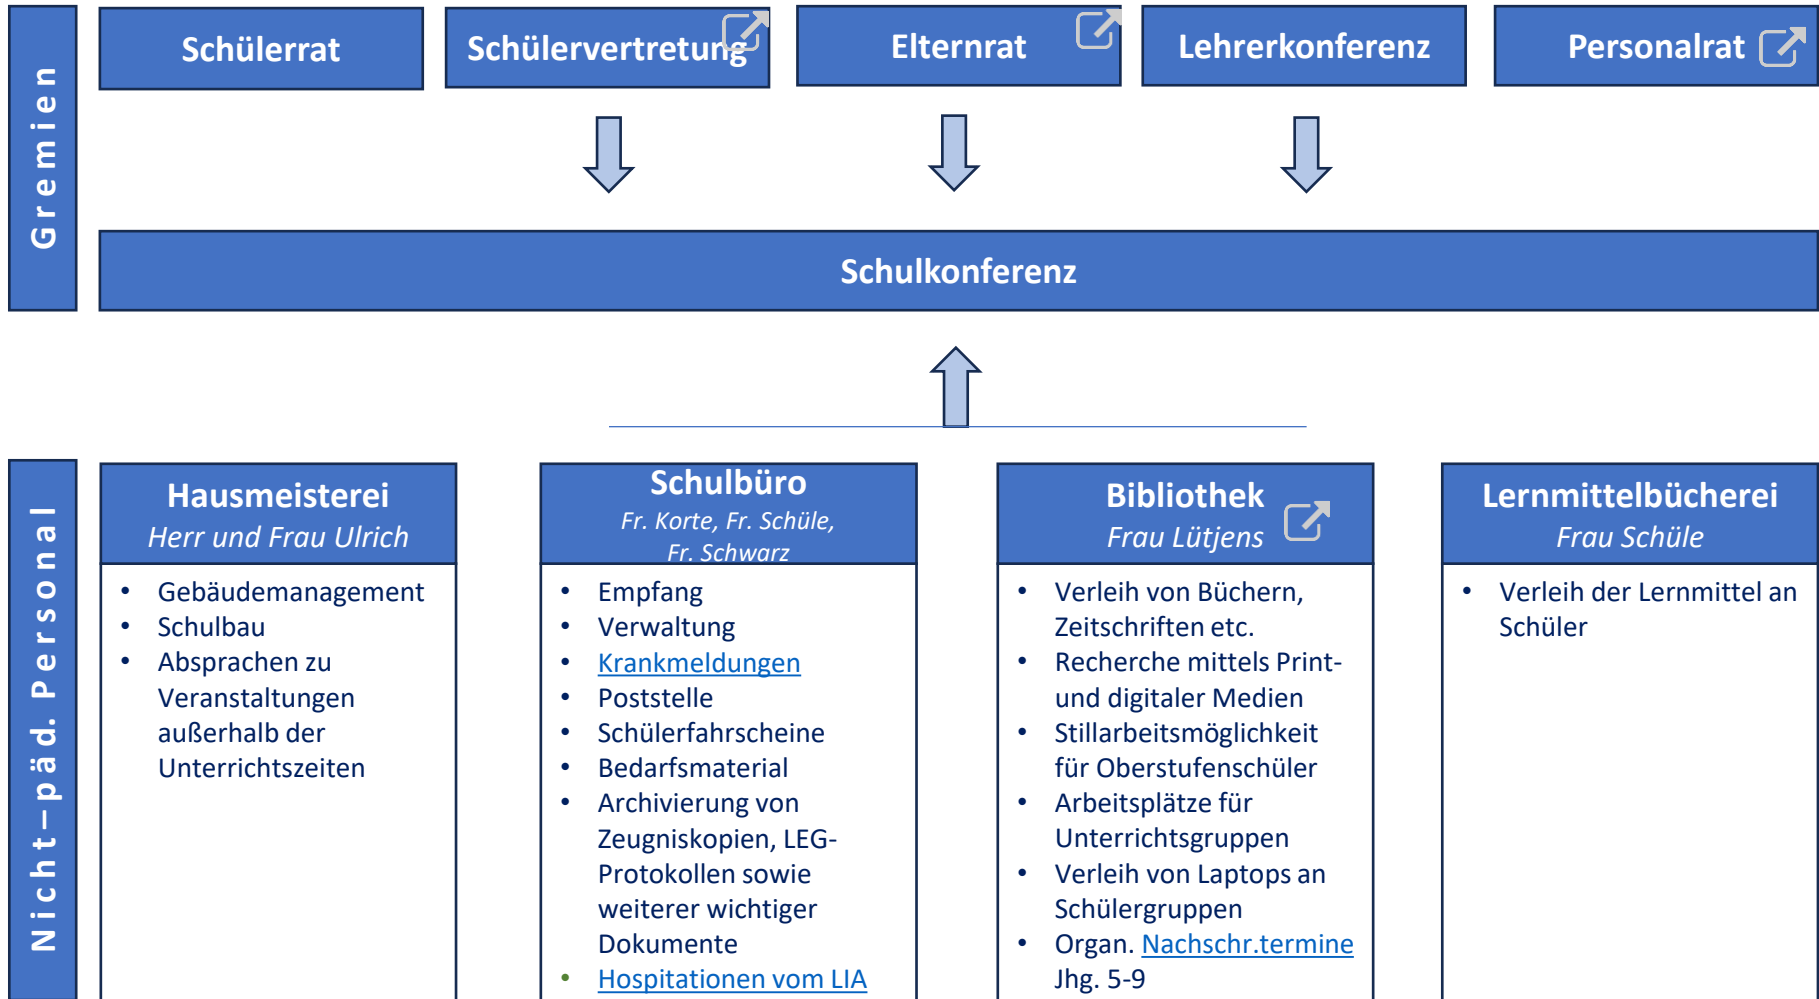 Gremien
Schülerrat
Schülervertretung
Elternrat
Lehrerkonferenz
Personalrat
Schulkonferenz
Nicht–päd. Personal
Hausmeisterei
Herr und Frau Ulrich
• Gebäudemanagement
• Schulbau
• Absprachen zu
Veranstaltungen
außerhalb der
Unterrichtszeiten
Schulbüro
Fr. Korte, Fr. Schüle,
Fr. Schwarz
• Empfang
• Verwaltung
• Krankmeldungen
• Poststelle
• Schülerfahrscheine
• Bedarfsmaterial
• Archivierung von
Zeugniskopien, LEG-
Protokollen sowie
weiterer wichtiger
Dokumente
• Hospitationen vom LIA
Bibliothek
Frau Lütjens
• Verleih von Büchern,
Zeitschriften etc.
• Recherche mittels Print-
und digitaler Medien
• Stillarbeitsmöglichkeit
für Oberstufenschüler
• Arbeitsplätze für
Unterrichtsgruppen
• Verleih von Laptops an
Schülergruppen
• Organ. Nachschr.termine
Jhg. 5-9
Lernmittelbücherei
Frau Schüle
• Verleih der Lernmittel an
Schüler